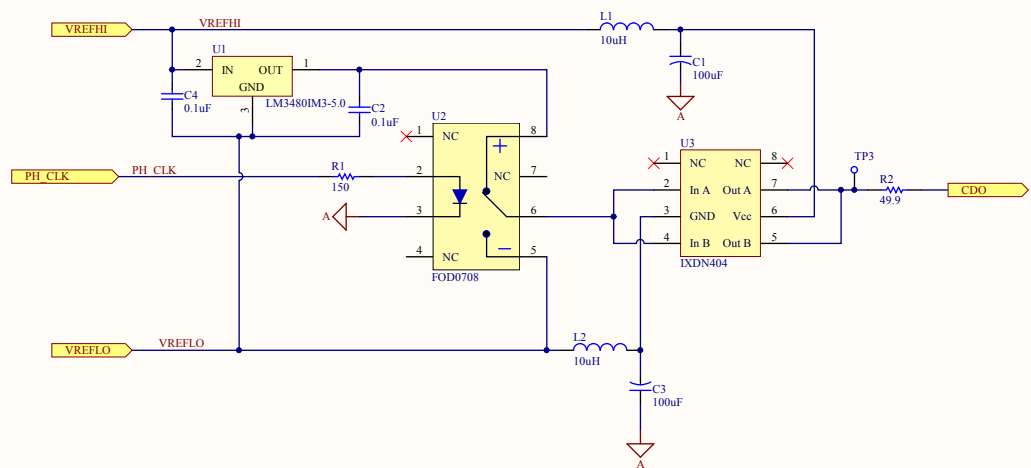 VREFHI
VREFHI
L1
10uH
U1
2
IN
OUT
1
GND
3
LM3480IM3-5.0
C4
0.1uF
C2
0.1uF
C1
100uF
A
U2
1
NC
8
+
PH_CLK
PH_CLK
R1
150
2
NC
7
A
3
6
4
NC
–
5
FOD0708
U3
1
NC
NC
8
2
In A
Out A
7
3
GND
Vcc
6
4
In B
Out B
5
IXDN404
TP3
R2
49.9
CDO
VREFLO
VREFLO
L2
10uH
C3
100uF
A